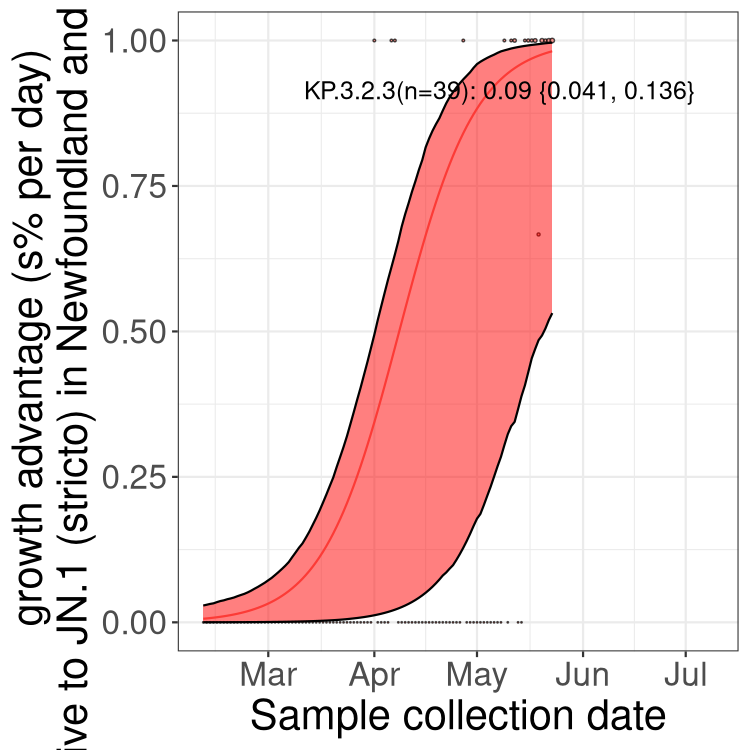 growth advantage (s% per day)
ive to JN.1 (stricto) in Newfoundland and
1.00
0.75
0.50
0.25
0.00
KP.3.2.3(n=39): 0.09 {0.041, 0.136}
Mar Apr May Jun Jul
Sample collection date